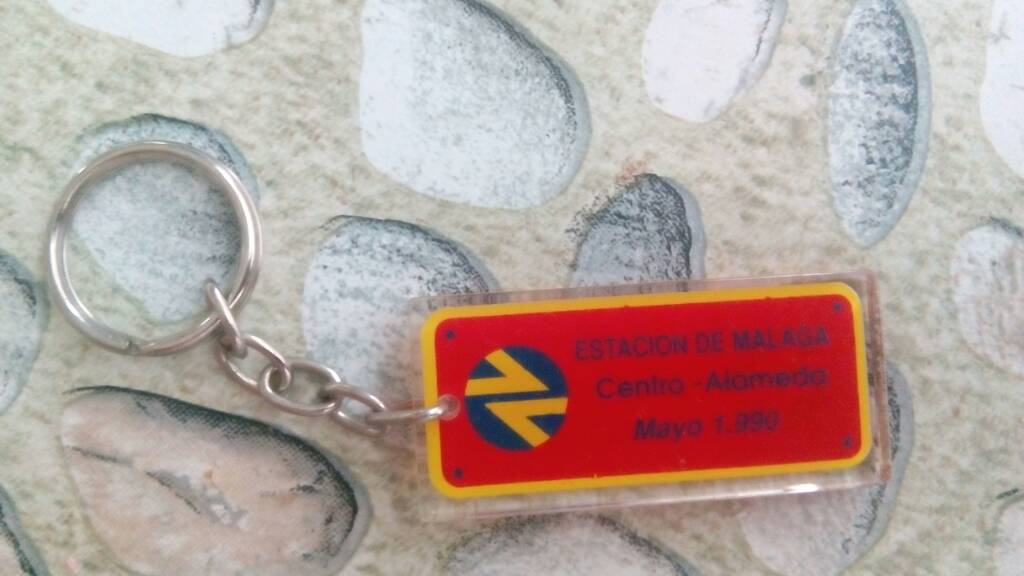 ESTACION DE MALAGA
Centro - Alameda
Mayo 1.990